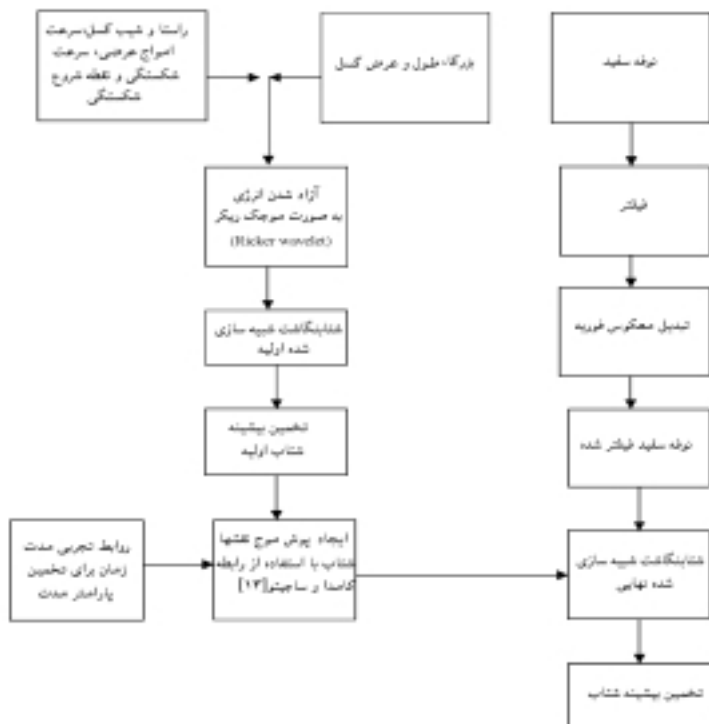 راستا و شیب گسل،سرعت
امواج عرضی، سرعت
شکستگی و نقطه شروع
شکستگی
بزرگا، طول و عرض گسل
نوفه سفید
آزاد شدن انرژی
به صورت موجک ریکر
(Ricker wavelet)
فیلتر
شتابنگاشت شبیه سازی
شده اولیه
تبدیل معکوس فوریه
تخمین بیشینه
شتاب اولیه
نوفه سفید فیلتر شده
روابط تجربی مدت
زمان برای تخمین
پارامتر مدت
ایجاد پوش موج
شتاب با استفاده از رابطه
کامدا و ساجیتو[۱۳]
شتابنگاشت شبیه سازی
شده نهایی
تخمین بیشینه شتاب